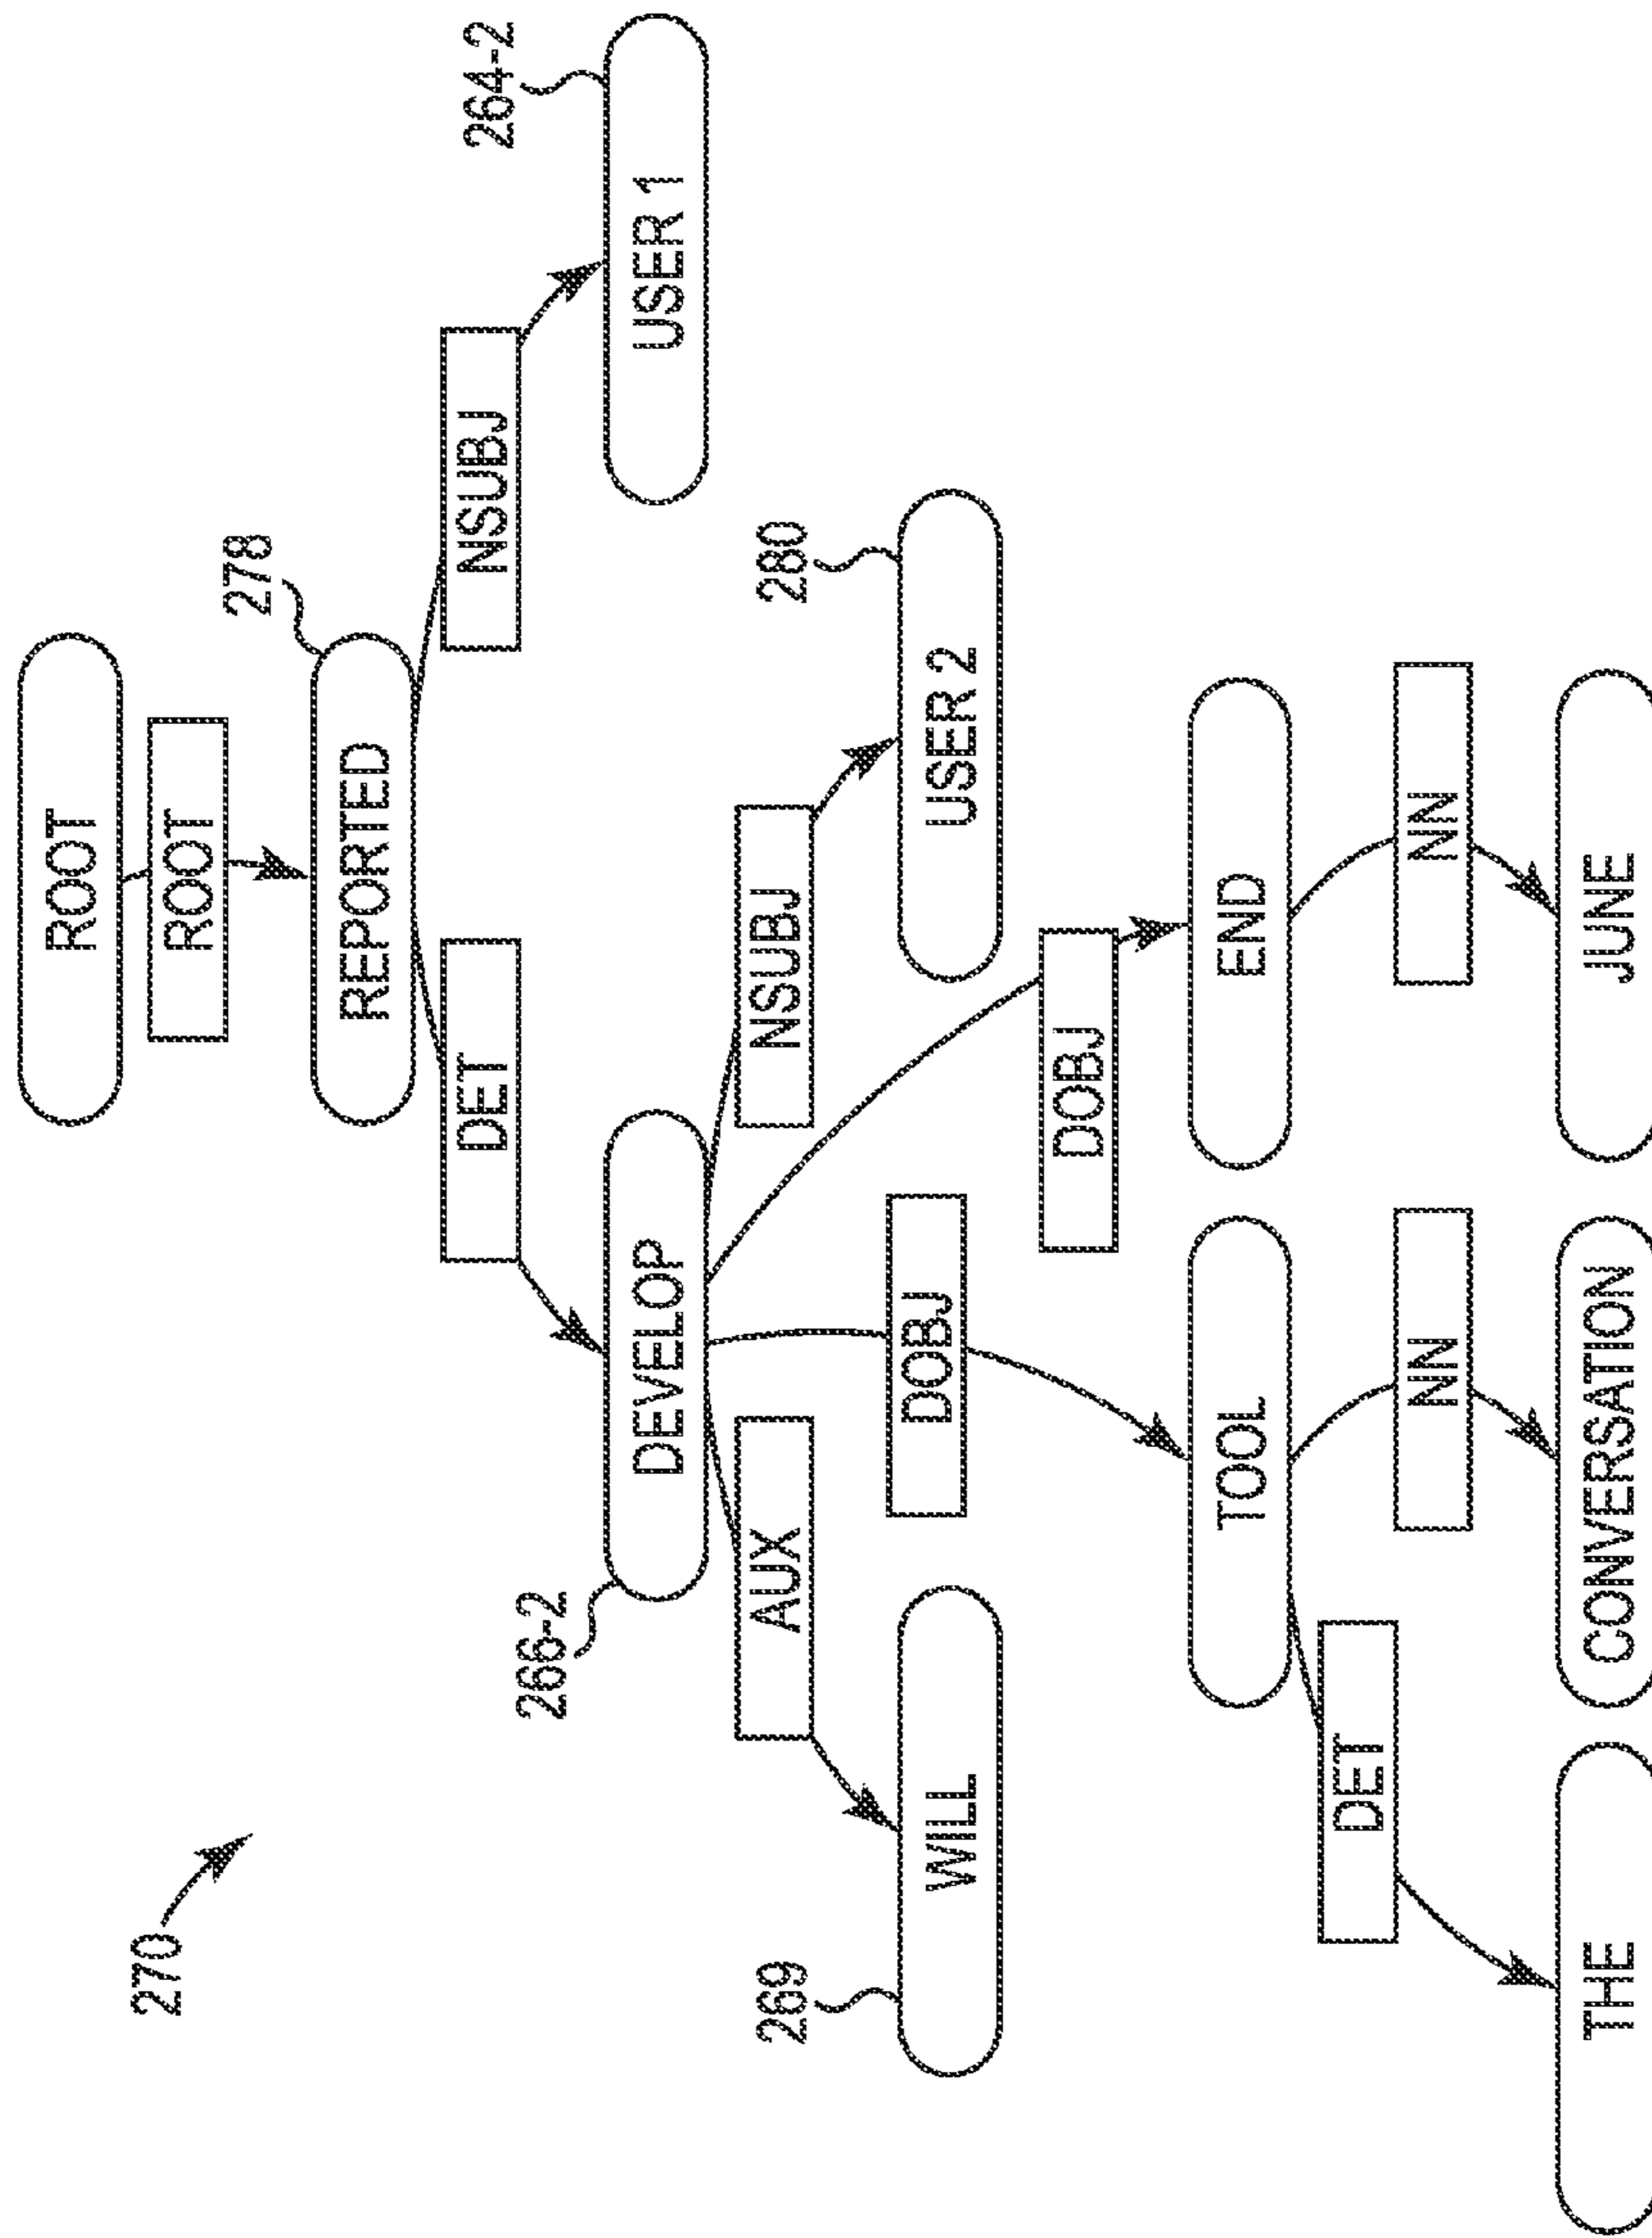 ROOT
ROOT
REPORTED
278
DET
NSUBJ
264-2
USER 1
266-2
DEVELOP
270
AUX
NSUBJ
269
WILL
280
USER 2
DOBJ
DOBJ
TOOL
END
DET
NN
NN
THE
CONVERSATION
JUNE